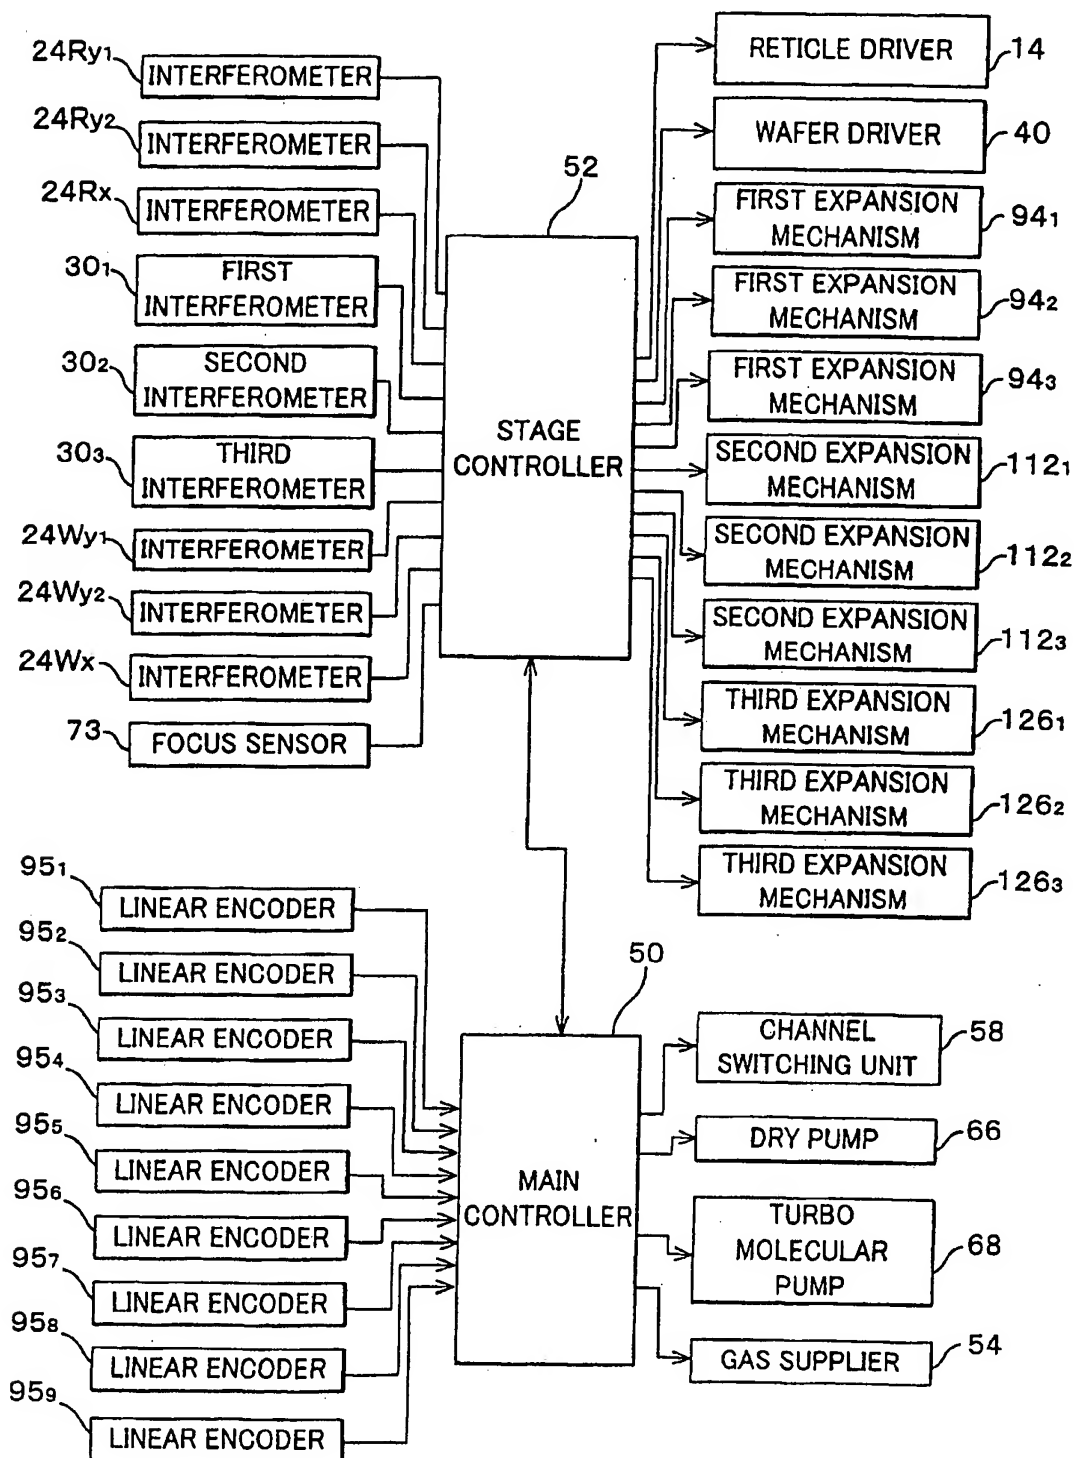 24Ry1
INTERFEROMETER
24Ry2
INTERFEROMETER
24Rx
INTERFEROMETER
301
FIRST
INTERFEROMETER
302
SECOND
INTERFEROMETER
303
THIRD
INTERFEROMETER
24Wy1
INTERFEROMETER
24Wy2
INTERFEROMETER
24Wx
INTERFEROMETER
73
FOCUS SENSOR
52
STAGE
CONTROLLER
RETICLE DRIVER
14
WAFER DRIVER
40
FIRST EXPANSION
MECHANISM
941
FIRST EXPANSION
MECHANISM
942
FIRST EXPANSION
MECHANISM
943
SECOND EXPANSION
MECHANISM
1121
SECOND EXPANSION
MECHANISM
1122
SECOND EXPANSION
MECHANISM
1123
THIRD EXPANSION
MECHANISM
1261
THIRD EXPANSION
MECHANISM
1262
THIRD EXPANSION
MECHANISM
1263
951
LINEAR ENCODER
952
LINEAR ENCODER
953
LINEAR ENCODER
954
LINEAR ENCODER
955
LINEAR ENCODER
956
LINEAR ENCODER
957
LINEAR ENCODER
958
LINEAR ENCODER
959
LINEAR ENCODER
50
MAIN
CONTROLLER
CHANNEL
SWITCHING UNIT
58
DRY PUMP
66
TURBO
MOLECULAR
PUMP
68
GAS SUPPLIER
54